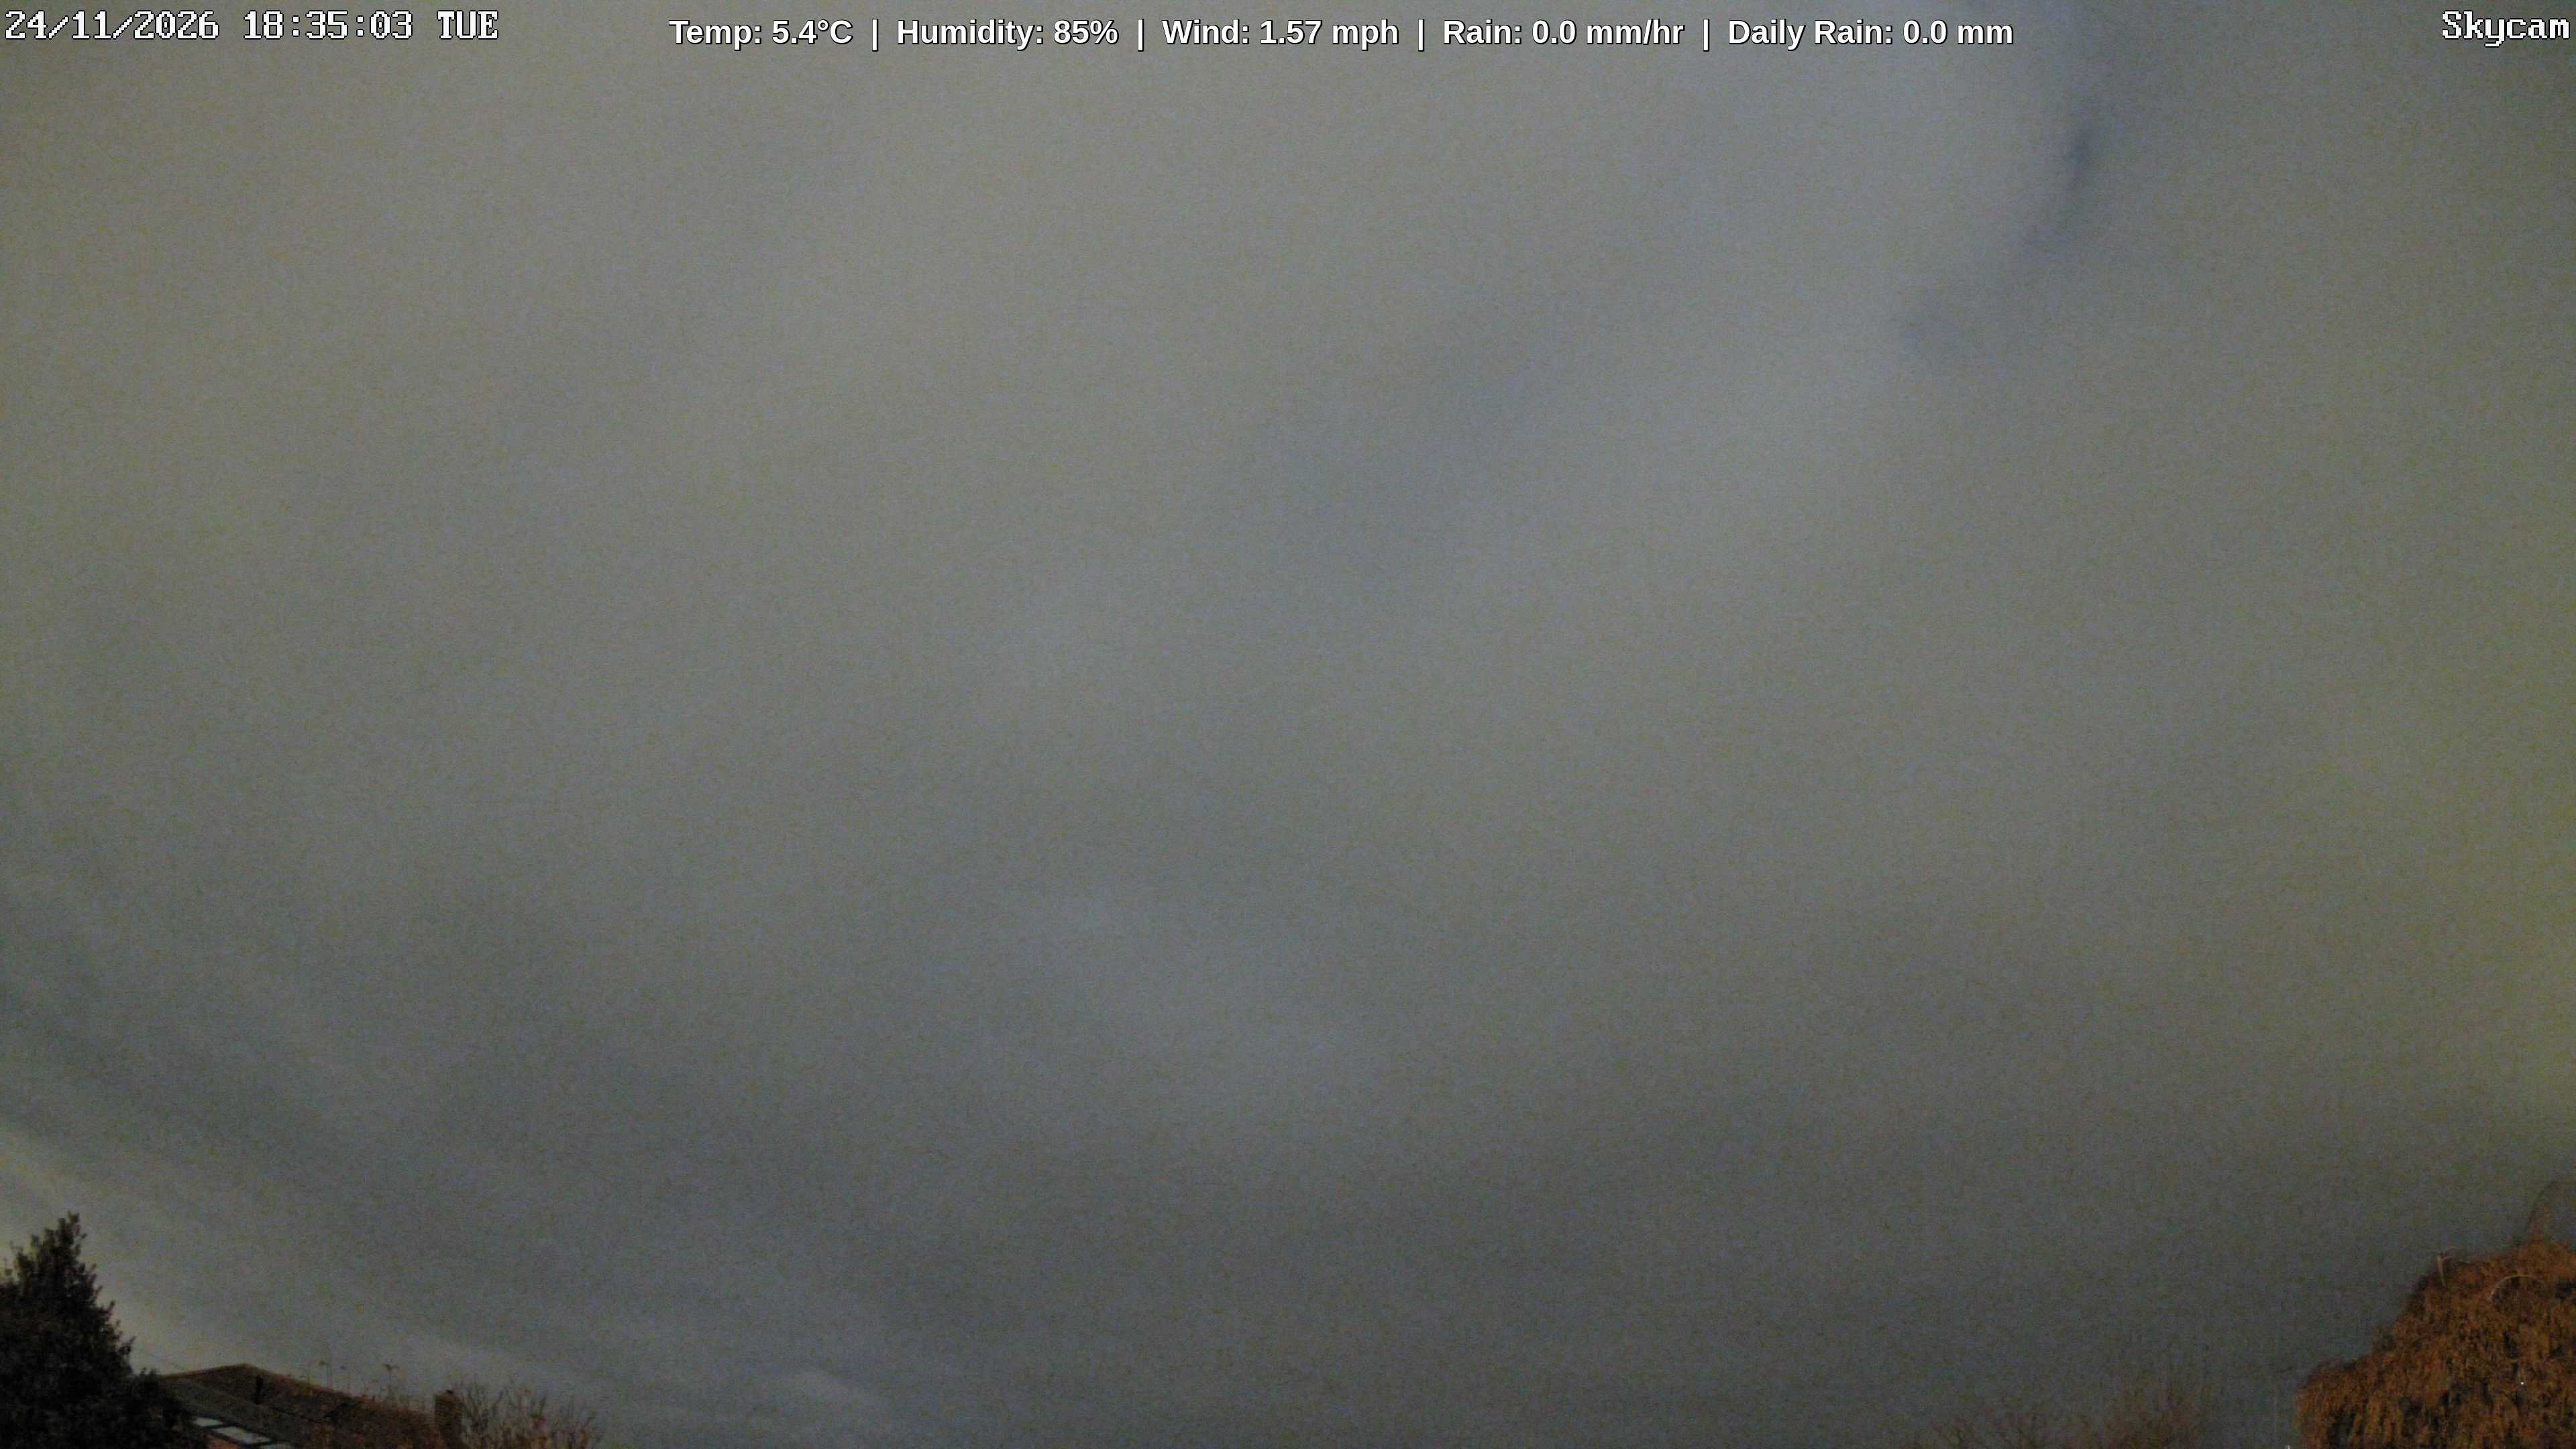 24/11/2026 18:35:03 TUE
Temp: 5.4°C | Humidity: 85% | Wind: 1.57 mph | Rain: 0.0 mm/hr | Daily Rain: 0.0 mm
Skycam